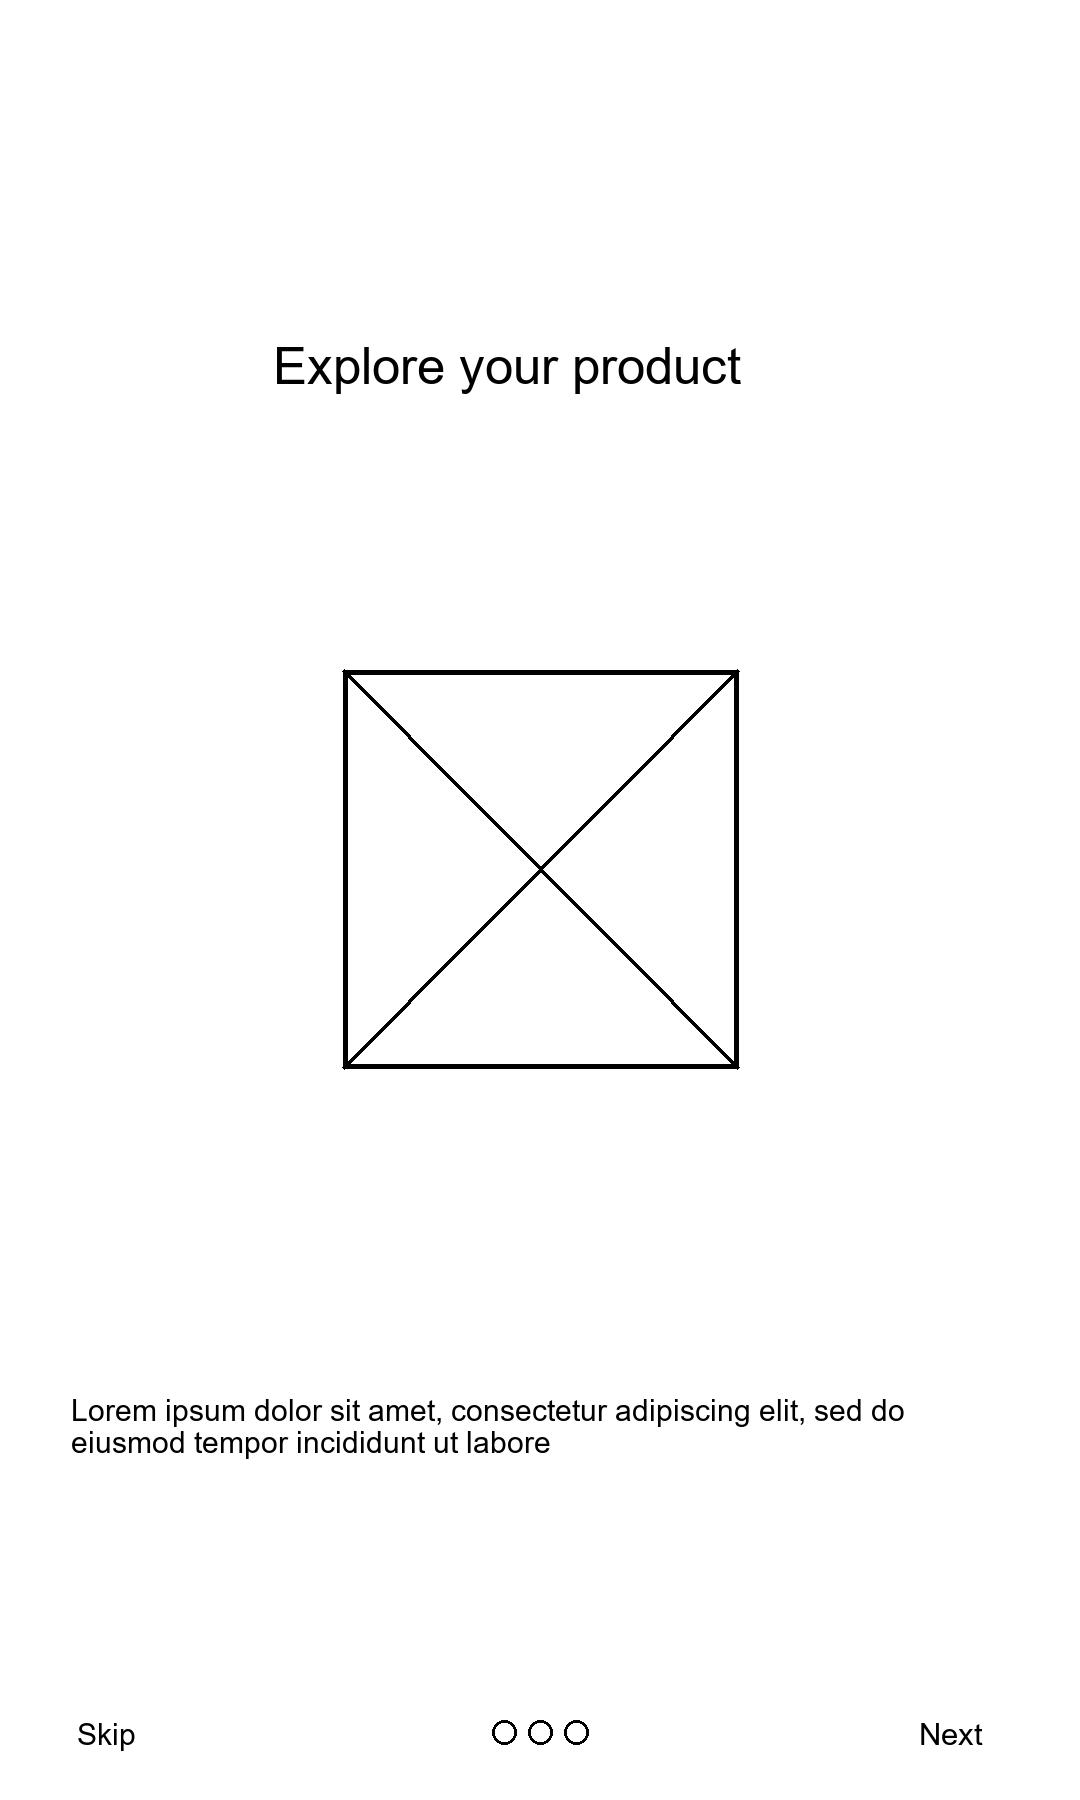 Explore your product
Lorem ipsum dolor sit amet, consectetur adipiscing elit, sed do
eiusmod tempor incididunt ut labore
Skip
Next